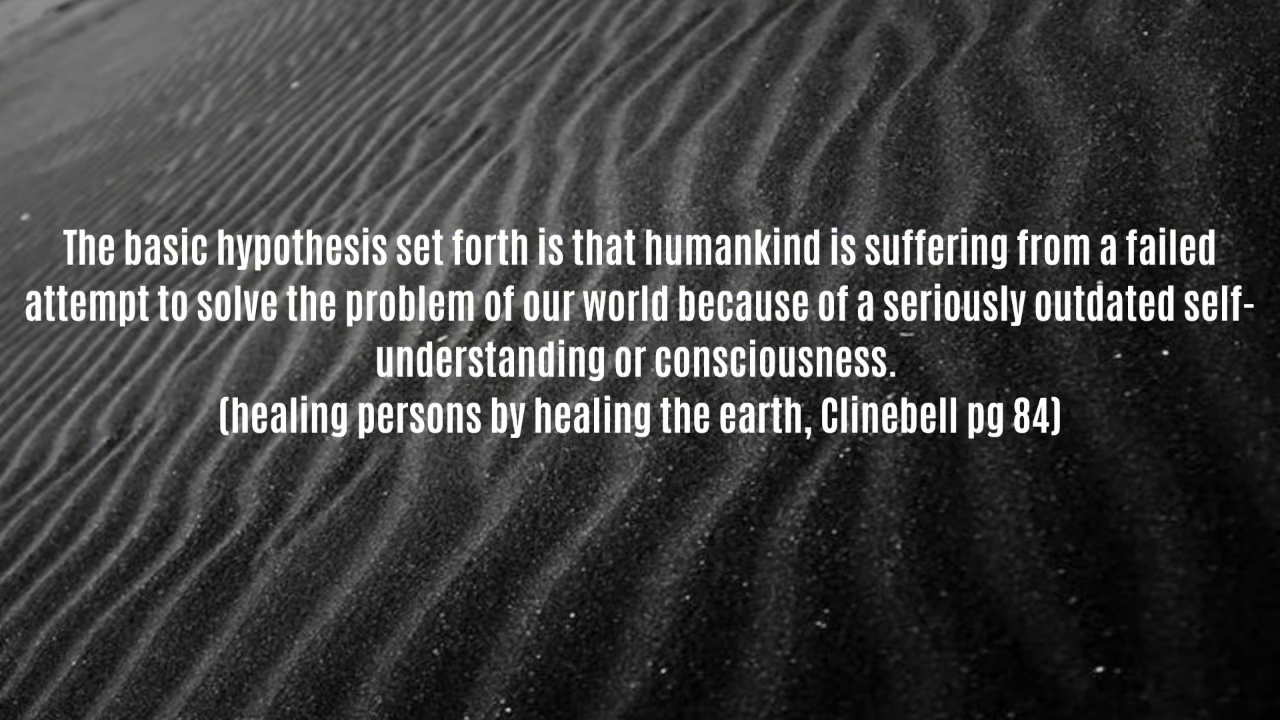 The basic hypothesis set forth is that humankind is suffering from a failed
attempt to solve the problem of our world because of a seriously outdated self-
understanding or consciousness.
(healing persons by healing the earth, Clinebell pg 84)